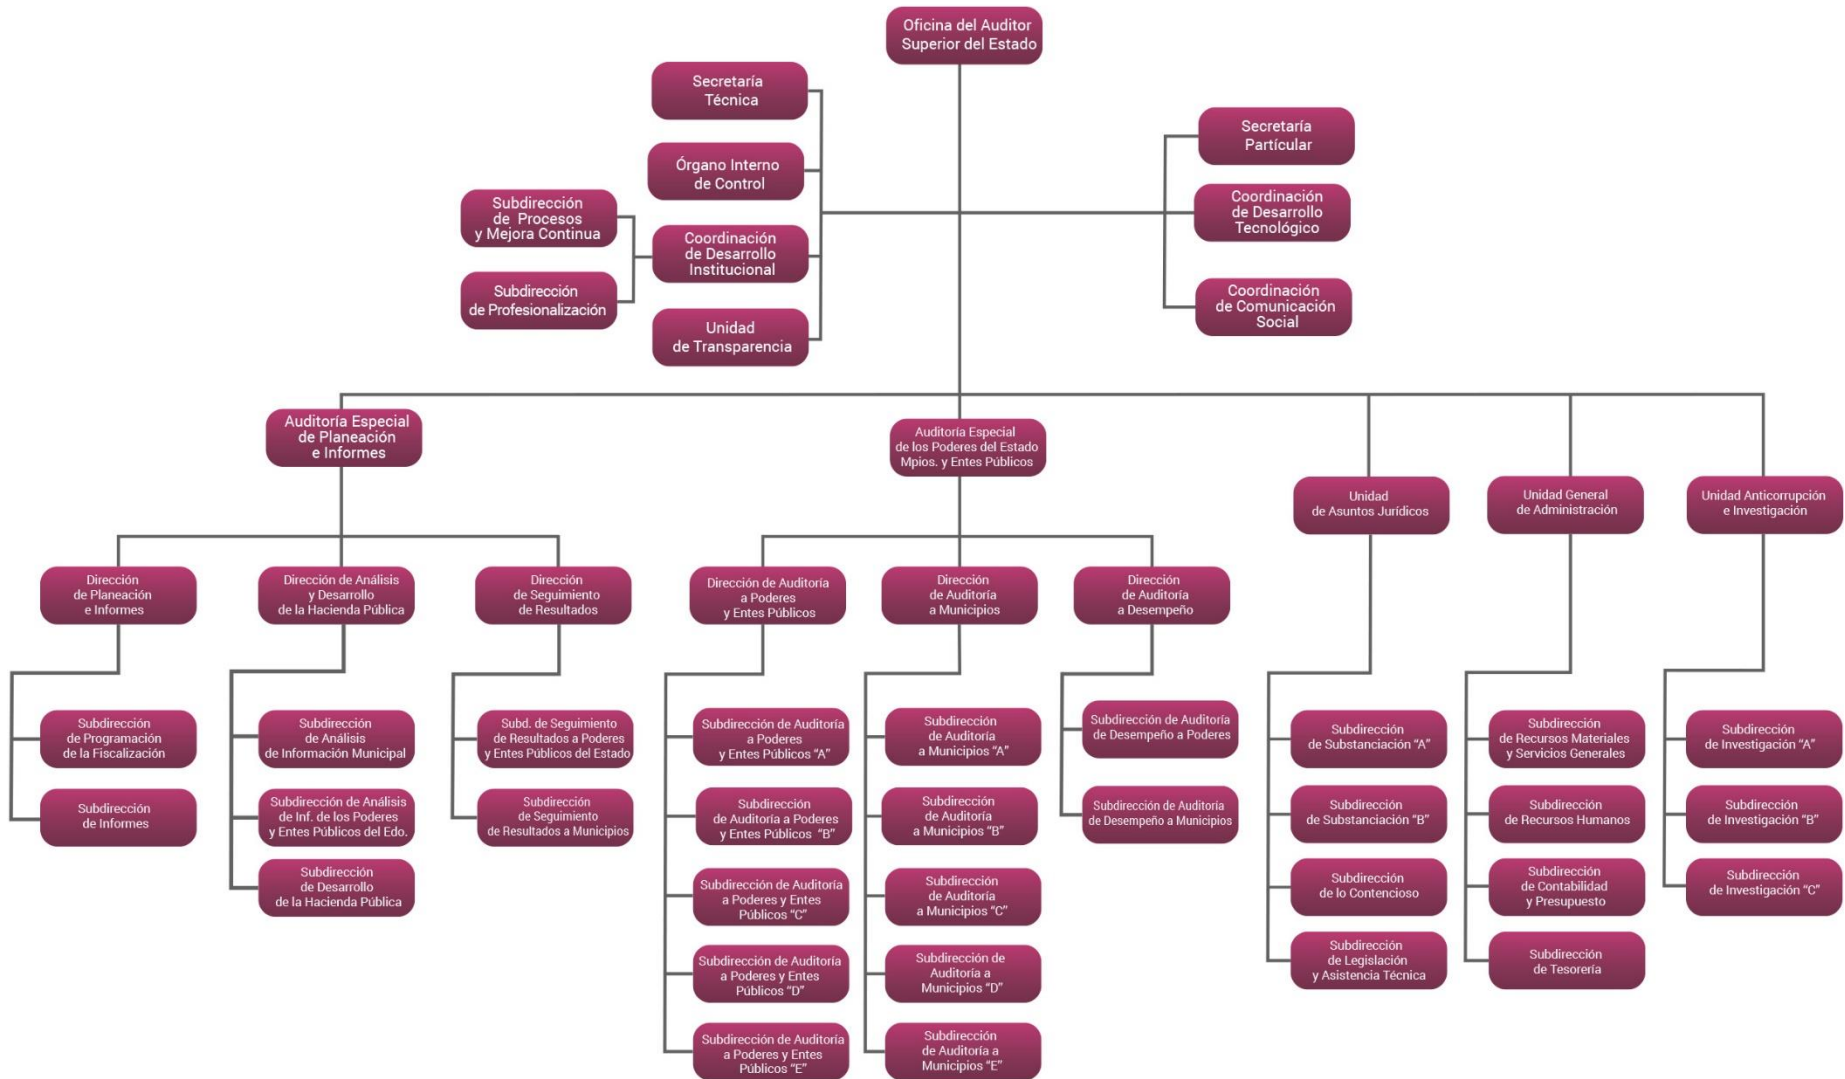 Oficina del Auditor
Superior del Estado
Secretaría
Técnica
Secretaría
Partícular
Órgano Interno
de Control
Subdirección
de Procesos
y Mejora Continua
Coordinación
de Desarrollo
Tecnológico
Coordinación
de Desarrollo
Institucional
Subdirección
de Profesionalización
Coordinación
de Comunicación
Social
Unidad
de Transparencia
Auditoría Especial
de Planeación
e Informes
Auditoría Especial
de los Poderes del Estado
Mpios. y Entes Públicos
Unidad
de Asuntos Jurídicos
Unidad General
de Administración
Unidad Anticorrupción
e Investigación
Dirección
de Planeación
e Informes
Dirección de Análisis
y Desarrollo
de la Hacienda Pública
Dirección
de Seguimiento
de Resultados
Dirección de Auditoría
a Poderes
y Entes Públicos
Dirección
de Auditoría
a Municipios
Dirección
de Auditoría
a Desempeño
Subdirección
de Programación
de la Fiscalización
Subdirección
de Informes
Subdirección
de Análisis
de Información Municipal
Subdirección de Análisis
de Inf. de los Poderes
y Entes Públicos del Edo.
Subdirección
de Desarrollo
de la Hacienda Pública
Subd. de Seguimiento
de Resultados a Poderes
y Entes Públicos del Estado
Subdirección
de Seguimiento
de Resultados a Municipios
Subdirección de Auditoría
a Poderes
y Entes Públicos “A”
Subdirección
de Auditoría a Poderes
y Entes Públicos “B”
Subdirección de Auditoría
a Poderes y Entes
Públicos “C”
Subdirección de Auditoría
a Poderes y Entes
Públicos “D”
Subdirección de Auditoría
a Poderes y Entes
Públicos “E”
Subdirección
de Auditoría
a Municipios “A”
Subdirección
de Auditoría
a Municipios “B”
Subdirección
de Auditoría
a Municipios “C”
Subdirección de
Auditoría a
Municipios “D”
Subdirección
de Auditoría a
Municipios “E”
Subdirección de Auditoría
de Desempeño a Poderes
Subdirección de Auditoría
de Desempeño a Municipios
Subdirección
de Substanciación “A”
Subdirección
de Substanciación “B”
Subdirección
de lo Contencioso
Subdirección
de Legislación
y Asistencia Técnica
Subdirección
de Recursos Materiales
y Servicios Generales
Subdirección
de Recursos Humanos
Subdirección
de Contabilidad
y Presupuesto
Subdirección
de Tesorería
Subdirección
de Investigación “A”
Subdirección
de Investigación “B”
Subdirección
de Investigación “C”